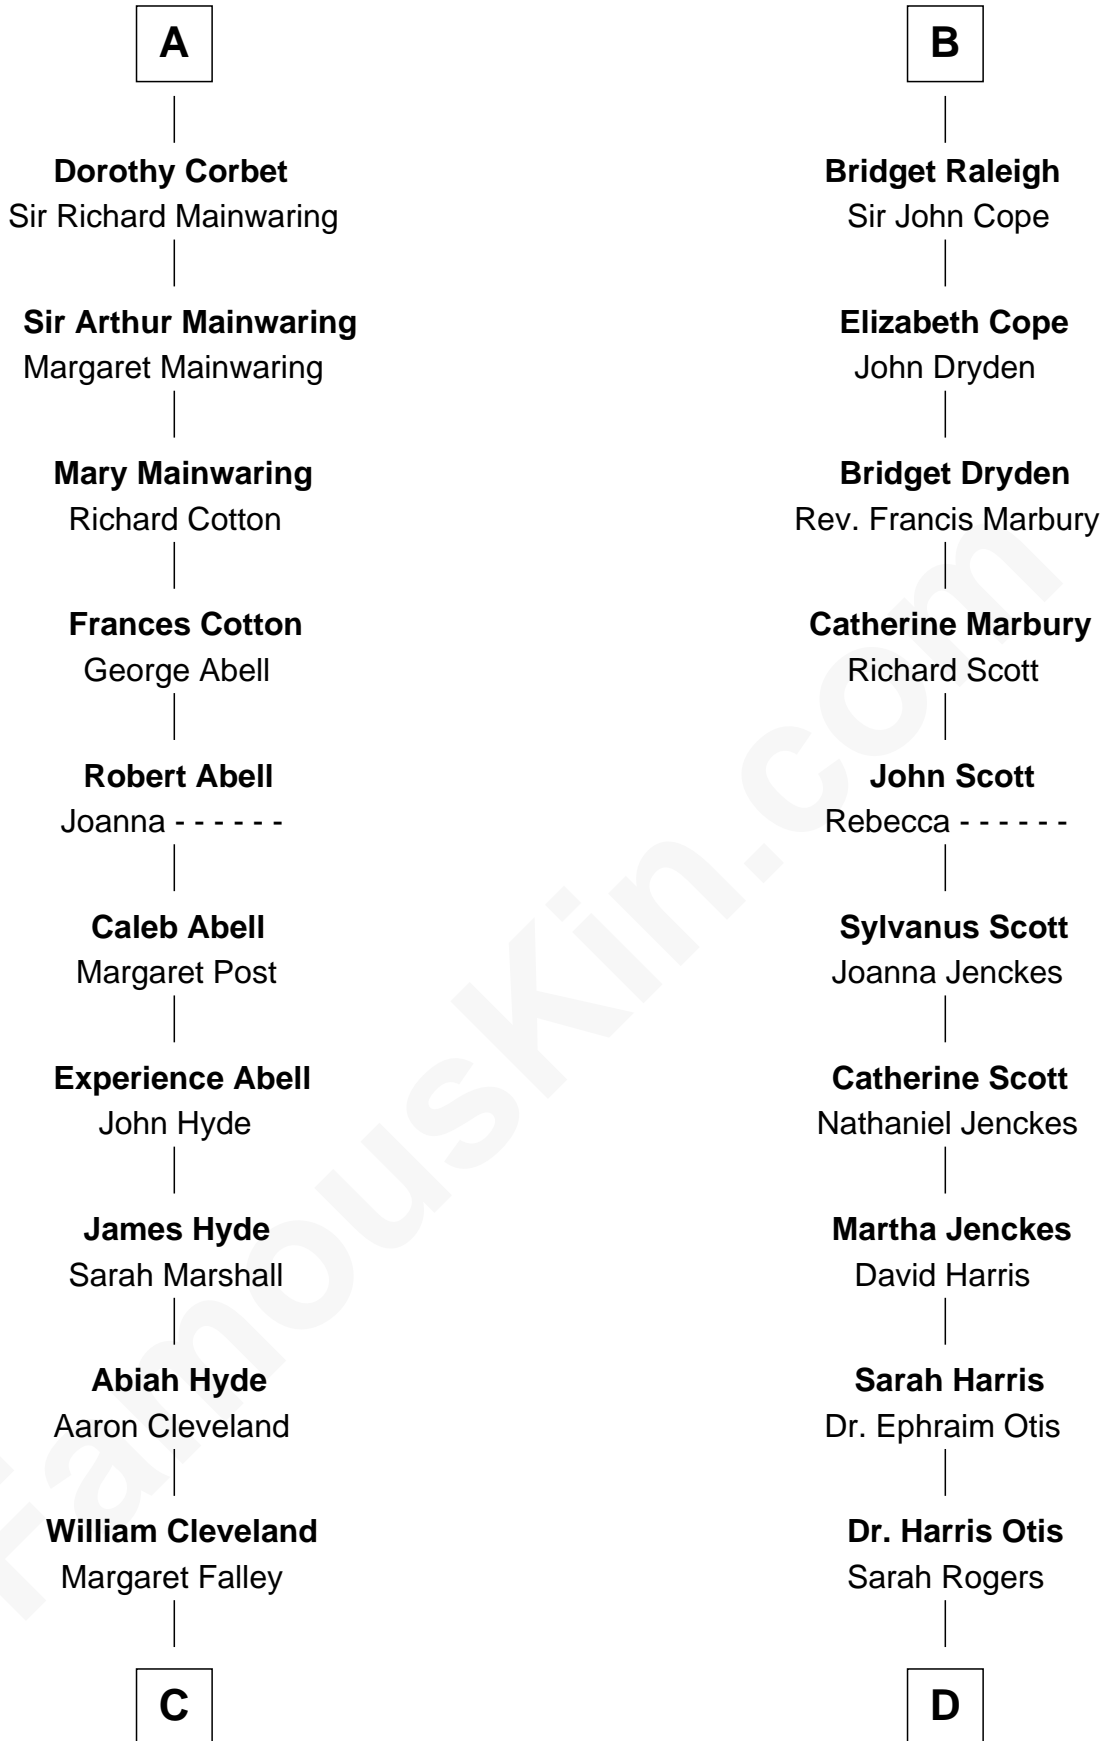 A
Dorothy Corbet
Sir Richard Mainwaring
Sir Arthur Mainwaring
Margaret Mainwaring
Mary Mainwaring
Richard Cotton
Frances Cotton
George Abell
Robert Abell
Joanna - - - - - -
Caleb Abell
Margaret Post
Experience Abell
John Hyde
James Hyde
Sarah Marshall
Abiah Hyde
Aaron Cleveland
William Cleveland
Margaret Falley
C
B
Bridget Raleigh
Sir John Cope
Elizabeth Cope
John Dryden
Bridget Dryden
Rev. Francis Marbury
Catherine Marbury
Richard Scott
John Scott
Rebecca - - - - - -
Sylvanus Scott
Joanna Jenckes
Catherine Scott
Nathaniel Jenckes
Martha Jenckes
David Harris
Sarah Harris
Dr. Ephraim Otis
Dr. Harris Otis
Sarah Rogers
D
FamousKin.com